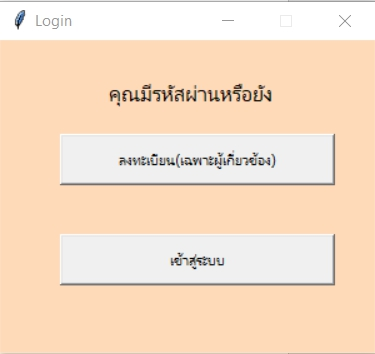 Login
คุณมีรหัสผ่านหรือยัง
ลงทะเบียน(เฉพาะผู้เกี่ยวข้อง)
เข้าสู่ระบบ